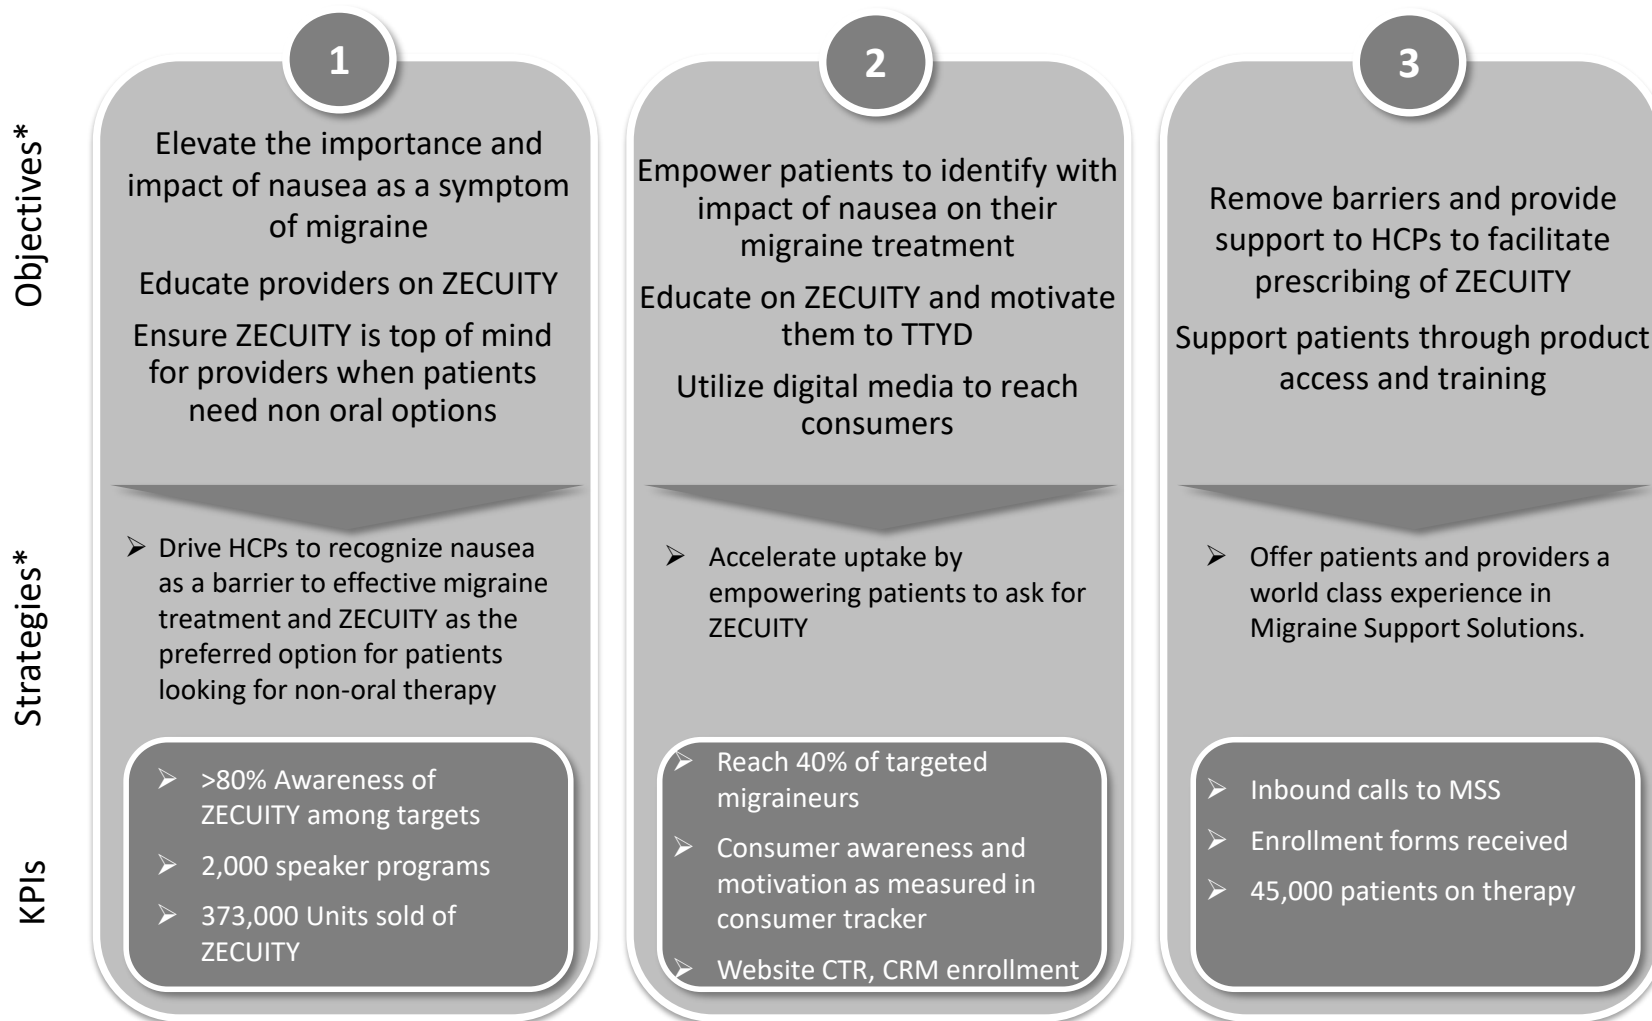 1
2
3
Objectives*
Elevate the importance and
impact of nausea as a symptom
of migraine
Educate providers on ZECUITY
Ensure ZECUITY is top of mind
for providers when patients
need non oral options
Empower patients to identify with
impact of nausea on their
migraine treatment
Educate on ZECUITY and motivate
them to TTYD
Utilize digital media to reach
consumers
Remove barriers and provide
support to HCPs to facilitate
prescribing of ZECUITY
Support patients through product
access and training
Strategies*
➢ Drive HCPs to recognize nausea
as a barrier to effective migraine
treatment and ZECUITY as the
preferred option for patients
looking for non-oral therapy
➢ Accelerate uptake by
empowering patients to ask for
ZECUITY
➢ Offer patients and providers a
world class experience in
Migraine Support Solutions.
KPIs
➢ >80% Awareness of
ZECUITY among targets
➢ 2,000 speaker programs
➢ 373,000 Units sold of
ZECUITY
➢ Reach 40% of targeted
migraineurs
➢ Consumer awareness and
motivation as measured in
consumer tracker
➢ Website CTR, CRM enrollment
➢ Inbound calls to MSS
➢ Enrollment forms received
➢ 45,000 patients on therapy